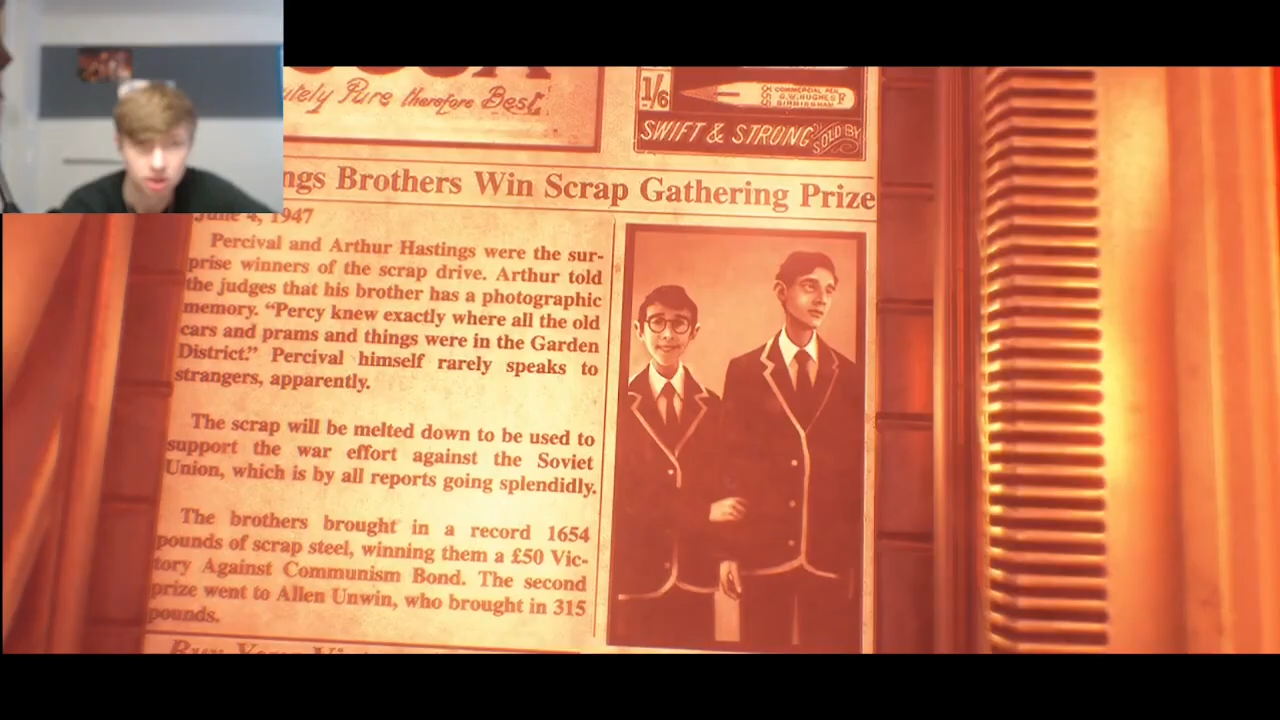 utely Pure therefore Best.
1/6
COMMERCIAL PEN
G.W.HUGHES
BIRMINGHAM
SWIFT & STRONG SOLD BY
ngs Brothers Win Scrap Gathering Prize
June 4, 1947
Percival and Arthur Hastings were the sur-
prise winners of the scrap drive. Arthur told
the judges that his brother has a photographic
memory. “Percy knew exactly where all the old
cars and prams and things were in the Garden
District.” Percival himself rarely speaks to
strangers, apparently.
The scrap will be melted down to be used to
support the war effort against the Soviet
Union, which is by all reports going splendidly.
The brothers brought in a record 1654
pounds of scrap steel, winning them a £50 Vic-
tory Against Communism Bond. The second
prize went to Allen Unwin, who brought in 315
pounds.